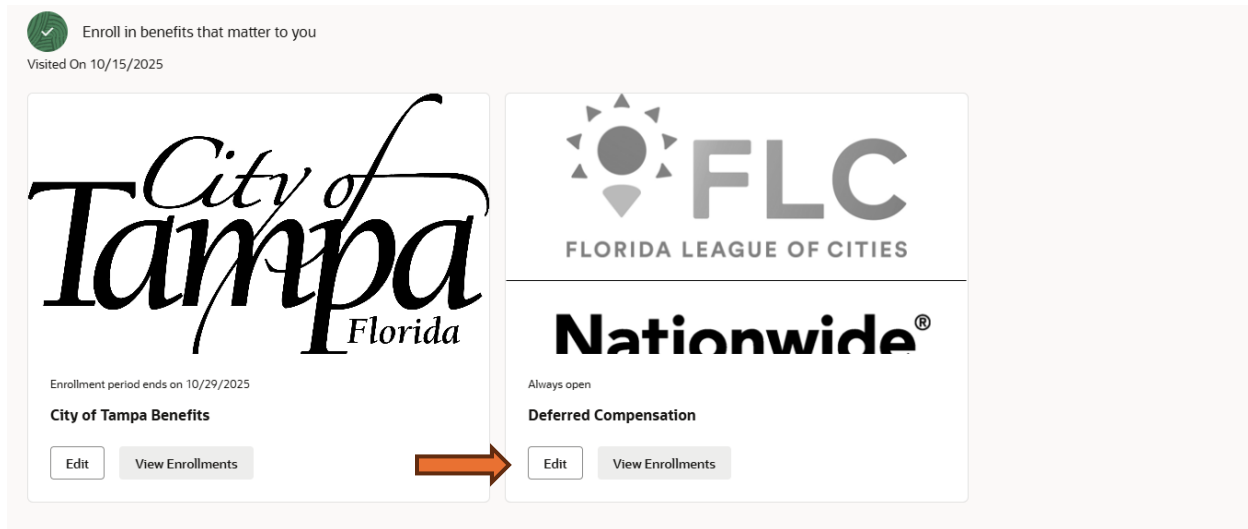 Enroll in benefits that matter to you
Visited On 10/15/2025
City of
Tampa
Florida
Enrollment period ends on 10/29/2025
City of Tampa Benefits
Edit
View Enrollments
FLC
FLORIDA LEAGUE OF CITIES
Nationwide®
Always open
Deferred Compensation
Edit
View Enrollments